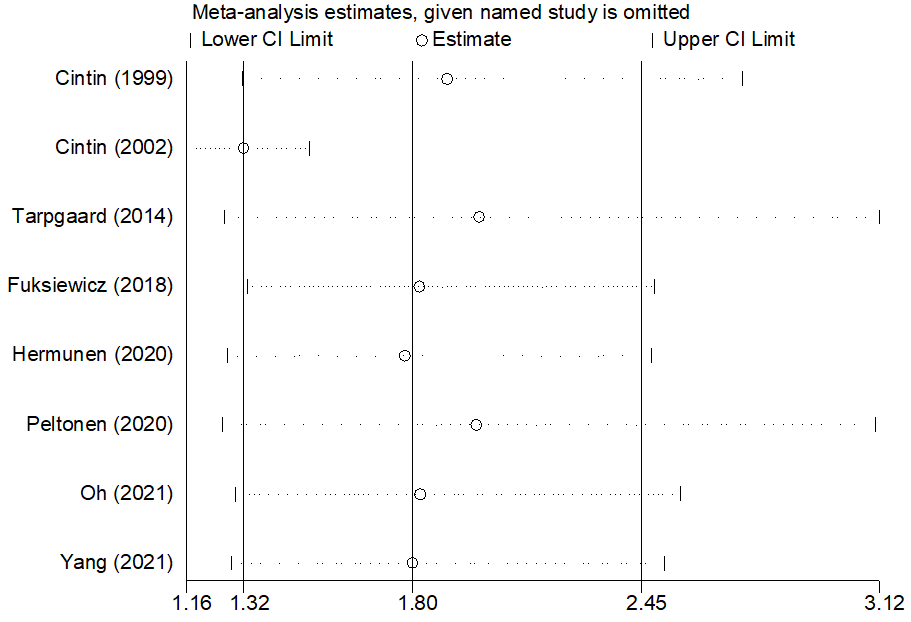 Meta-analysis estimates, given named study is omitted
Lower CI Limit Estimate Upper CI Limit
Cintin (1999)
Cintin (2002)
Tarpgaard (2014)
Fuksiewicz (2018)
Hermunen (2020)
Peltonen (2020)
Oh (2021)
Yang (2021)
1.16 1.32 1.80 2.45 3.12